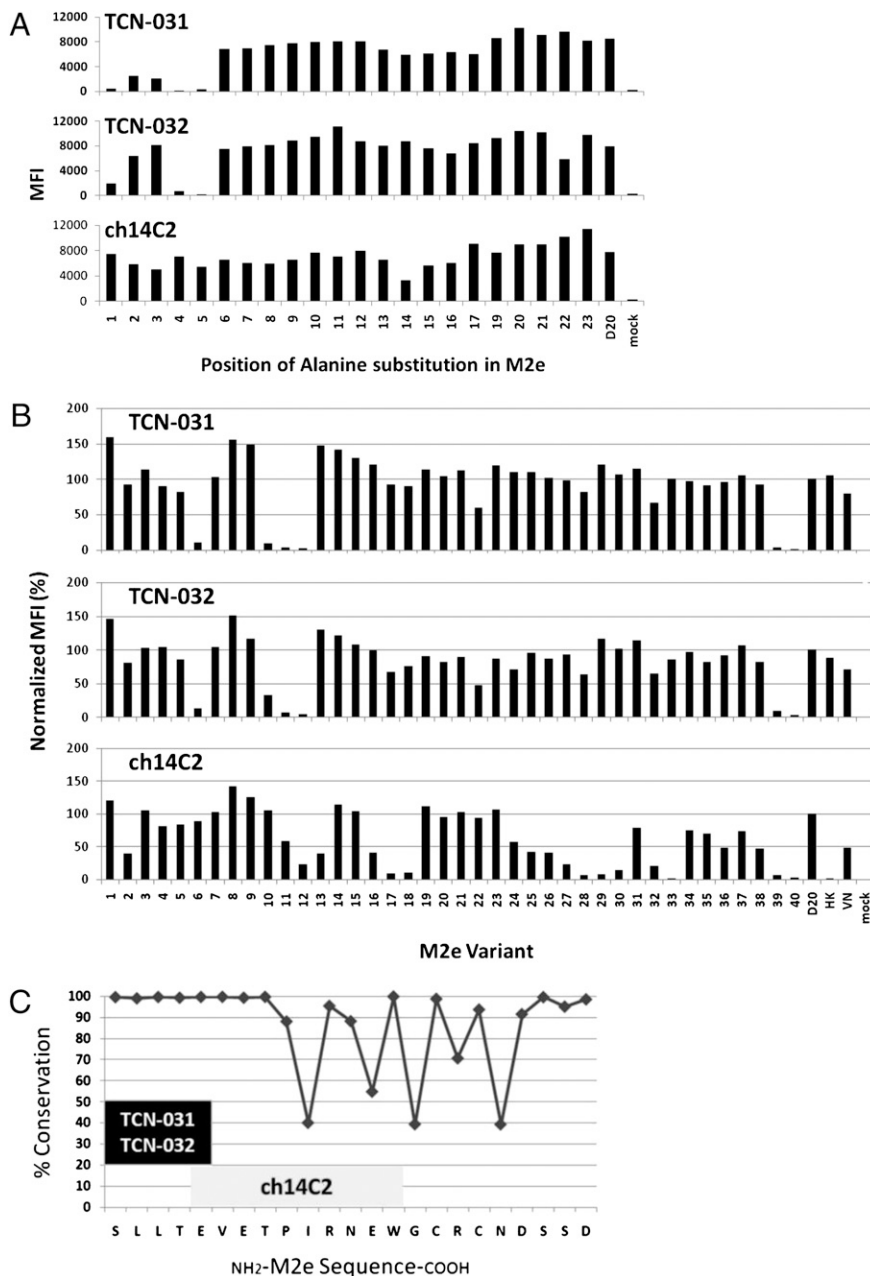 A
TCN-031
12000
8000
4000
0
TCN-032
12000
8000
4000
0
MFI
ch14C2
12000
8000
4000
0
1 2 3 4 5 6 7 8 9 10 11 12 13 14 15 16 17 19 20 21 22 23 D20 mock
Position of Alanine substitution in M2e
B
TCN-031
200
150
100
50
0
TCN-032
200
150
100
50
0
Normalized MFI (%)
ch14C2
200
150
100
50
0
1 2 3 4 5 6 7 8 9 10 11 12 13 14 15 16 17 18 19 20 21 22 23 24 25 26 27 28 29 30 31 32 33 34 35 36 37 38 39 40 D20 HK VN mock
M2e Variant
C
% Conservation
100
90
80
70
60
50
40
30
20
10
0
TCN-031
TCN-032
ch14C2
S L L T E V E T P I R N E W G C R C N D S S D
NH2-M2e Sequence-COOH